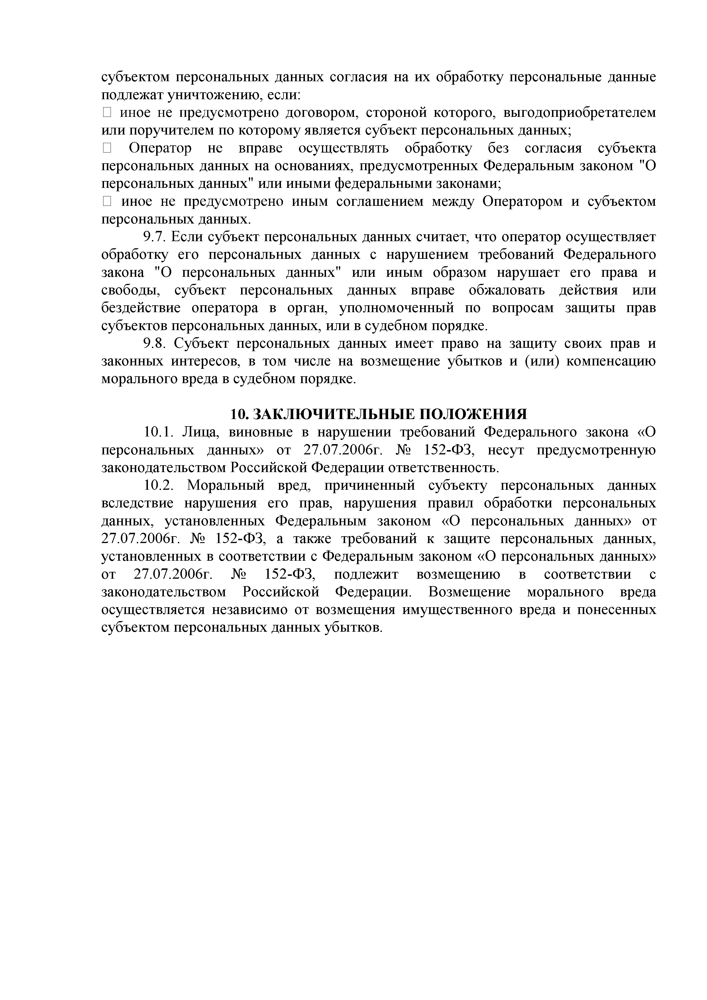 субъектом персональных данных согласия на их обработку персональные данные
подлежат уничтожению, если:
□ иное не предусмотрено договором, стороной которого, выгодоприобретателем
или поручителем по которому является субъект персональных данных;
□ Оператор не вправе осуществлять обработку без согласия субъекта
персональных данных на основаниях, предусмотренных Федеральным законом "О
персональных данных" или иными федеральными законами;
□ иное не предусмотрено иным соглашением между Оператором и субъектом
персональных данных.
9.7. Если субъект персональных данных считает, что оператор осуществляет
обработку его персональных данных с нарушением требований Федерального
закона "О персональных данных" или иным образом нарушает его права и
свободы, субъект персональных данных вправе обжаловать действия или
бездействие оператора в орган, уполномоченный по вопросам защиты прав
субъектов персональных данных, или в судебном порядке.
9.8. Субъект персональных данных имеет право на защиту своих прав и
законных интересов, в том числе на возмещение убытков и (или) компенсацию
морального вреда в судебном порядке.
10. ЗАКЛЮЧИТЕЛЬНЫЕ ПОЛОЖЕНИЯ
10.1. Лица, виновные в нарушении требований Федерального закона «О
персональных данных» от 27.07.2006г. № 152-ФЗ, несут предусмотренную
законодательством Российской Федерации ответственность.
10.2. Моральный вред, причиненный субъекту персональных данных
вследствие нарушения его прав, нарушения правил обработки персональных
данных, установленных Федеральным законом «О персональных данных» от
27.07.2006г. № 152-ФЗ, а также требований к защите персональных данных,
установленных в соответствии с Федеральным законом «О персональных данных»
от 27.07.2006г. № 152-ФЗ, подлежит возмещению в соответствии с
законодательством Российской Федерации. Возмещение морального вреда
осуществляется независимо от возмещения имущественного вреда и понесенных
субъектом персональных данных убытков.